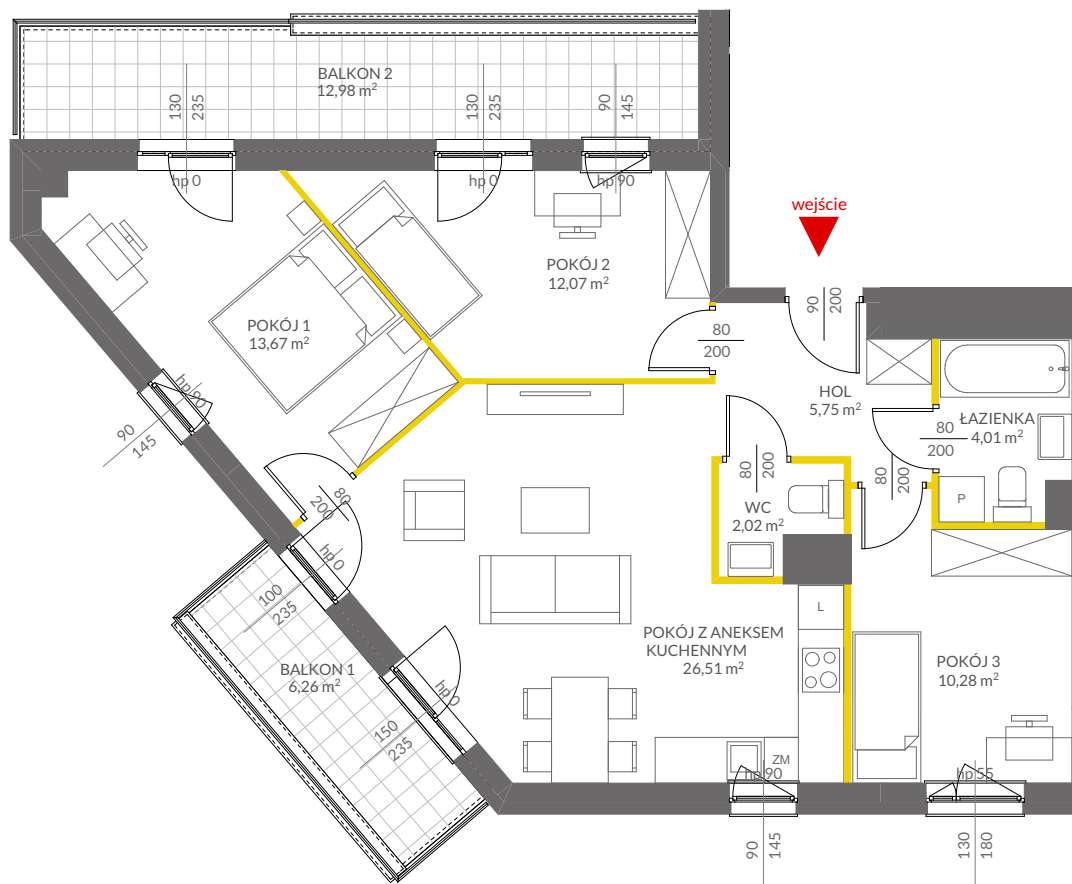 BALKON 2
12,98 m²
130
235
130
235
90
145
hp 0
hp 0
hp 90
wejście
POKÓJ 2
12,07 m²
90
200
POKÓJ 1
13,67 m²
80
200
hp 90
90
145
HOL
5,75 m²
ŁAZIENKA
4,01 m²
80
200
80
200
80
200
80
200
P
WC
2,02 m²
hp 0
100
235
L
POKÓJ Z ANEKSEM
KUCHENNYM
26,51 m²
POKÓJ 3
10,28 m²
BALKON 1
6,26 m²
hp 0
150
235
ZM
hp 90
hp 55
90
145
130
180